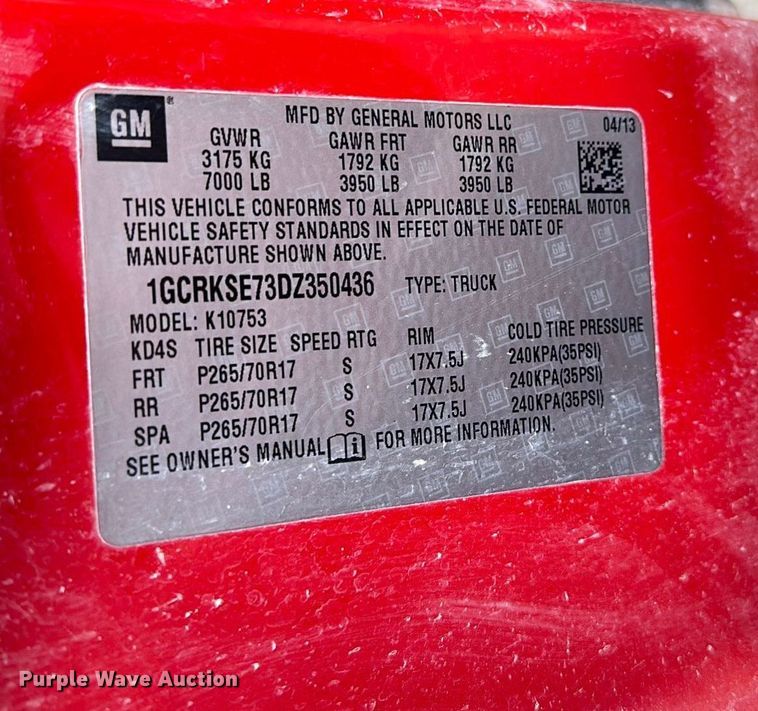 GM ®
MFD BY GENERAL MOTORS LLC 04/13
GVWR GAWR FRT GAWR RR
3175 KG 1792 KG 1792 KG
7000 LB 3950 LB 3950 LB
THIS VEHICLE CONFORMS TO ALL APPLICABLE U.S. FEDERAL MOTOR
VEHICLE SAFETY STANDARDS IN EFFECT ON THE DATE OF
MANUFACTURE SHOWN ABOVE.
1GCRKSE73DZ350436 TYPE: TRUCK
MODEL: K10753
KD4S TIRE SIZE SPEED RTG RIM COLD TIRE PRESSURE
FRT P265/70R17 S 17X7.5J 240KPA(35PSI)
RR P265/70R17 S 17X7.5J 240KPA(35PSI)
SPA P265/70R17 S 17X7.5J 240KPA(35PSI)
SEE OWNER'S MANUAL i FOR MORE INFORMATION.
Purple Wave Auction